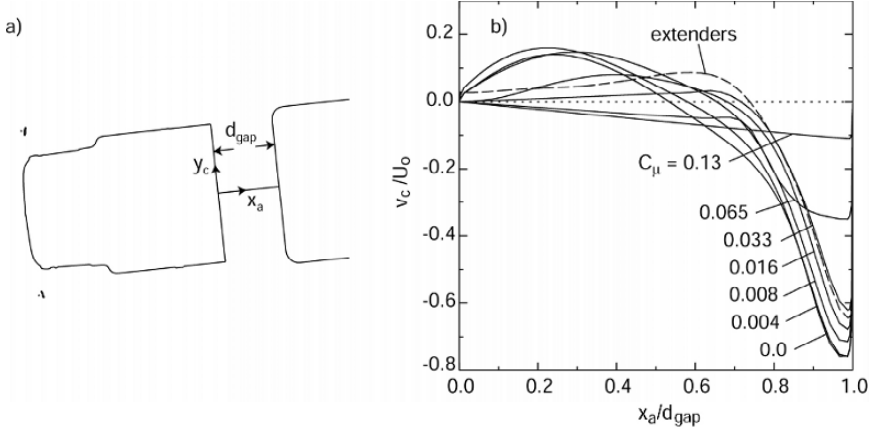 a)
d_gap
y_c
x_a
b)
v_c/U_o
0.2
0.0
-0.2
-0.4
-0.6
-0.8
extenders
C_μ = 0.13
0.065
0.033
0.016
0.008
0.004
0.0
0.0 0.2 0.4 0.6 0.8 1.0
x_a/d_gap